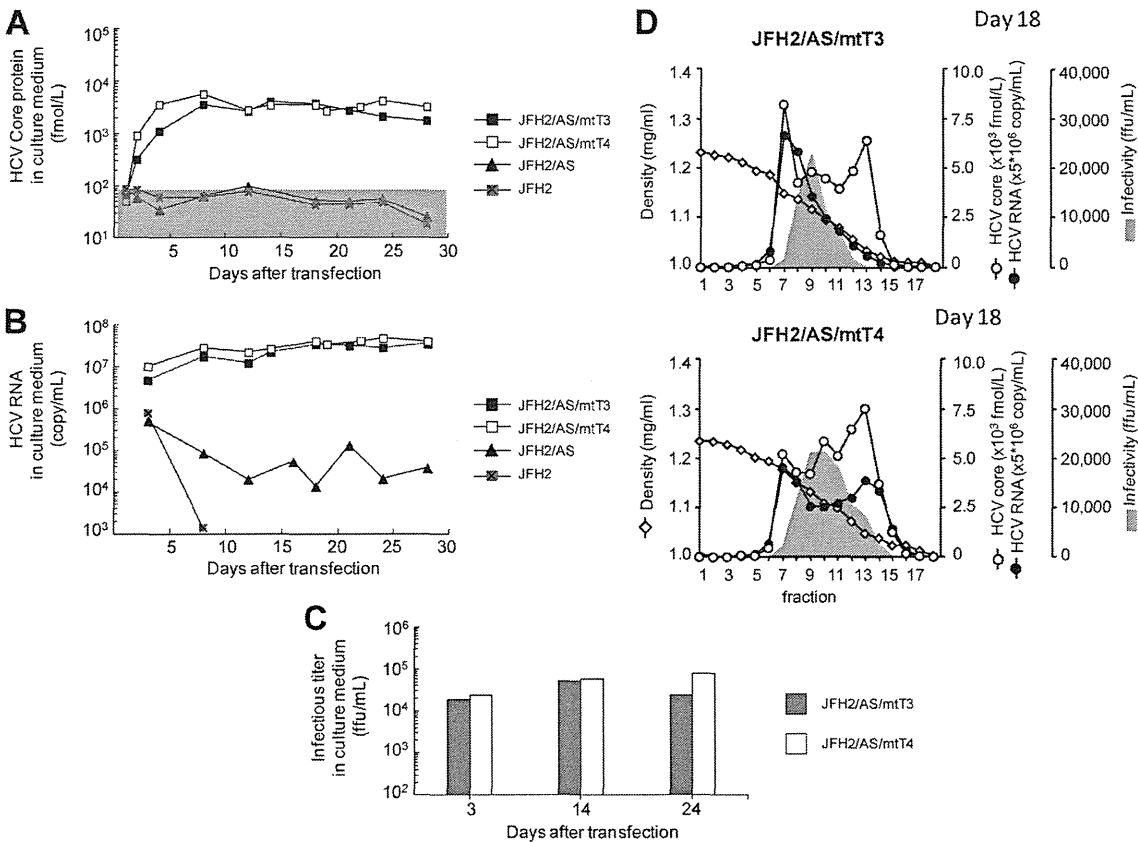 A
HCV Core protein
in culture medium
(fmol/L)
10^5
10^4
10^3
10^2
10^1
5 10 15 20 25 30
Days after transfection
JFH2/AS/mtT3
JFH2/AS/mtT4
JFH2/AS
JFH2
B
HCV RNA
in culture medium
(copy/mL)
10^8
10^7
10^6
10^5
10^4
10^3
5 10 15 20 25 30
Days after transfection
JFH2/AS/mtT3
JFH2/AS/mtT4
JFH2/AS
JFH2
C
Infectious titer
in culture medium
(ffu/mL)
10^6
10^5
10^4
10^3
10^2
3 14 24
Days after transfection
JFH2/AS/mtT3
JFH2/AS/mtT4
D
Day 18
JFH2/AS/mtT3
Density (mg/ml)
1.4
1.3
1.2
1.1
1.0
1 3 5 7 9 11 13 15 17
10.0
7.5
5.0
2.5
0
HCV core (x10^3 fmol/L)
HCV RNA (x5*10^6 copy/mL)
40,000
30,000
20,000
10,000
0
Infectivity (ffu/mL)
Day 18
JFH2/AS/mtT4
Density (mg/ml)
1.4
1.3
1.2
1.1
1.0
1 3 5 7 9 11 13 15 17
fraction
10.0
7.5
5.0
2.5
0
HCV core (x10^3 fmol/L)
HCV RNA (x5*10^6 copy/mL)
40,000
30,000
20,000
10,000
0
Infectivity (ffu/mL)